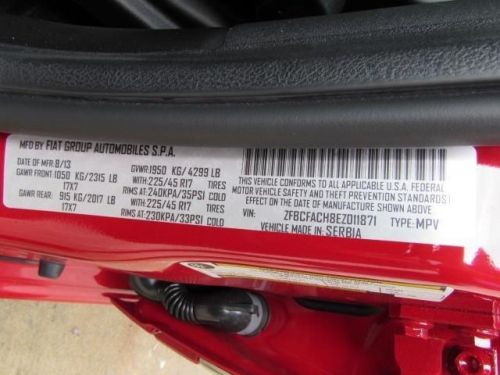 MFD BY FIAT GROUP AUTOMOBILES S.P.A.
DATE OF MFR: 8/13 GVWR: 1950 KG/4299 LB
GAWR FRONT: 1050 KG/2315 LB WITH 225/45 R17 TIRES
17X7 RIMS AT: 240KPA/35PSI COLD
GAWR REAR: 915 KG/2017 LB WITH 225/45 R17 TIRES
17X7 RIMS AT: 230KPA/33PSI COLD
THIS VEHICLE CONFORMS TO ALL APPLICABLE U.S.A. FEDERAL
MOTOR VEHICLE SAFETY AND THEFT PREVENTION STANDARDS IN
EFFECT ON THE DATE OF MANUFACTURE SHOWN ABOVE
VIN: ZFBCFACH8EZ011871 TYPE: MPV
VEHICLE MADE IN: SERBIA